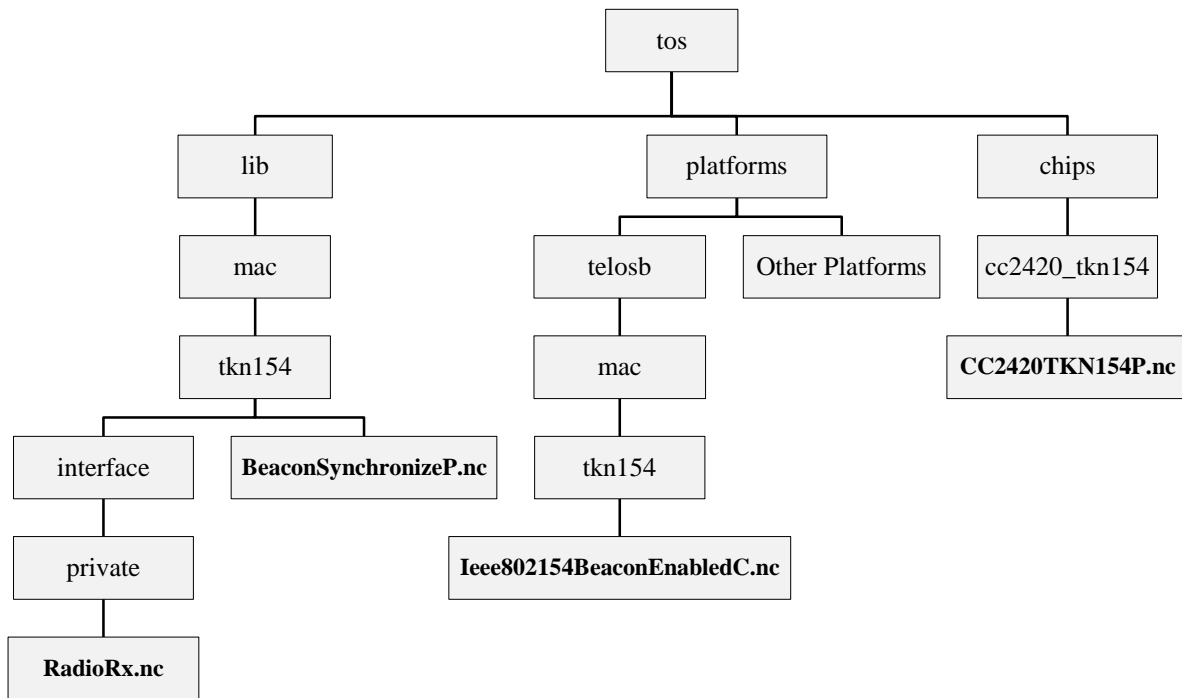 tos
lib
platforms
chips
mac
telosb
Other Platforms
cc2420_tkn154
tkn154
mac
CC2420TKN154P.nc
interface
BeaconSynchronizeP.nc
tkn154
private
Ieee802154BeaconEnabledC.nc
RadioRx.nc